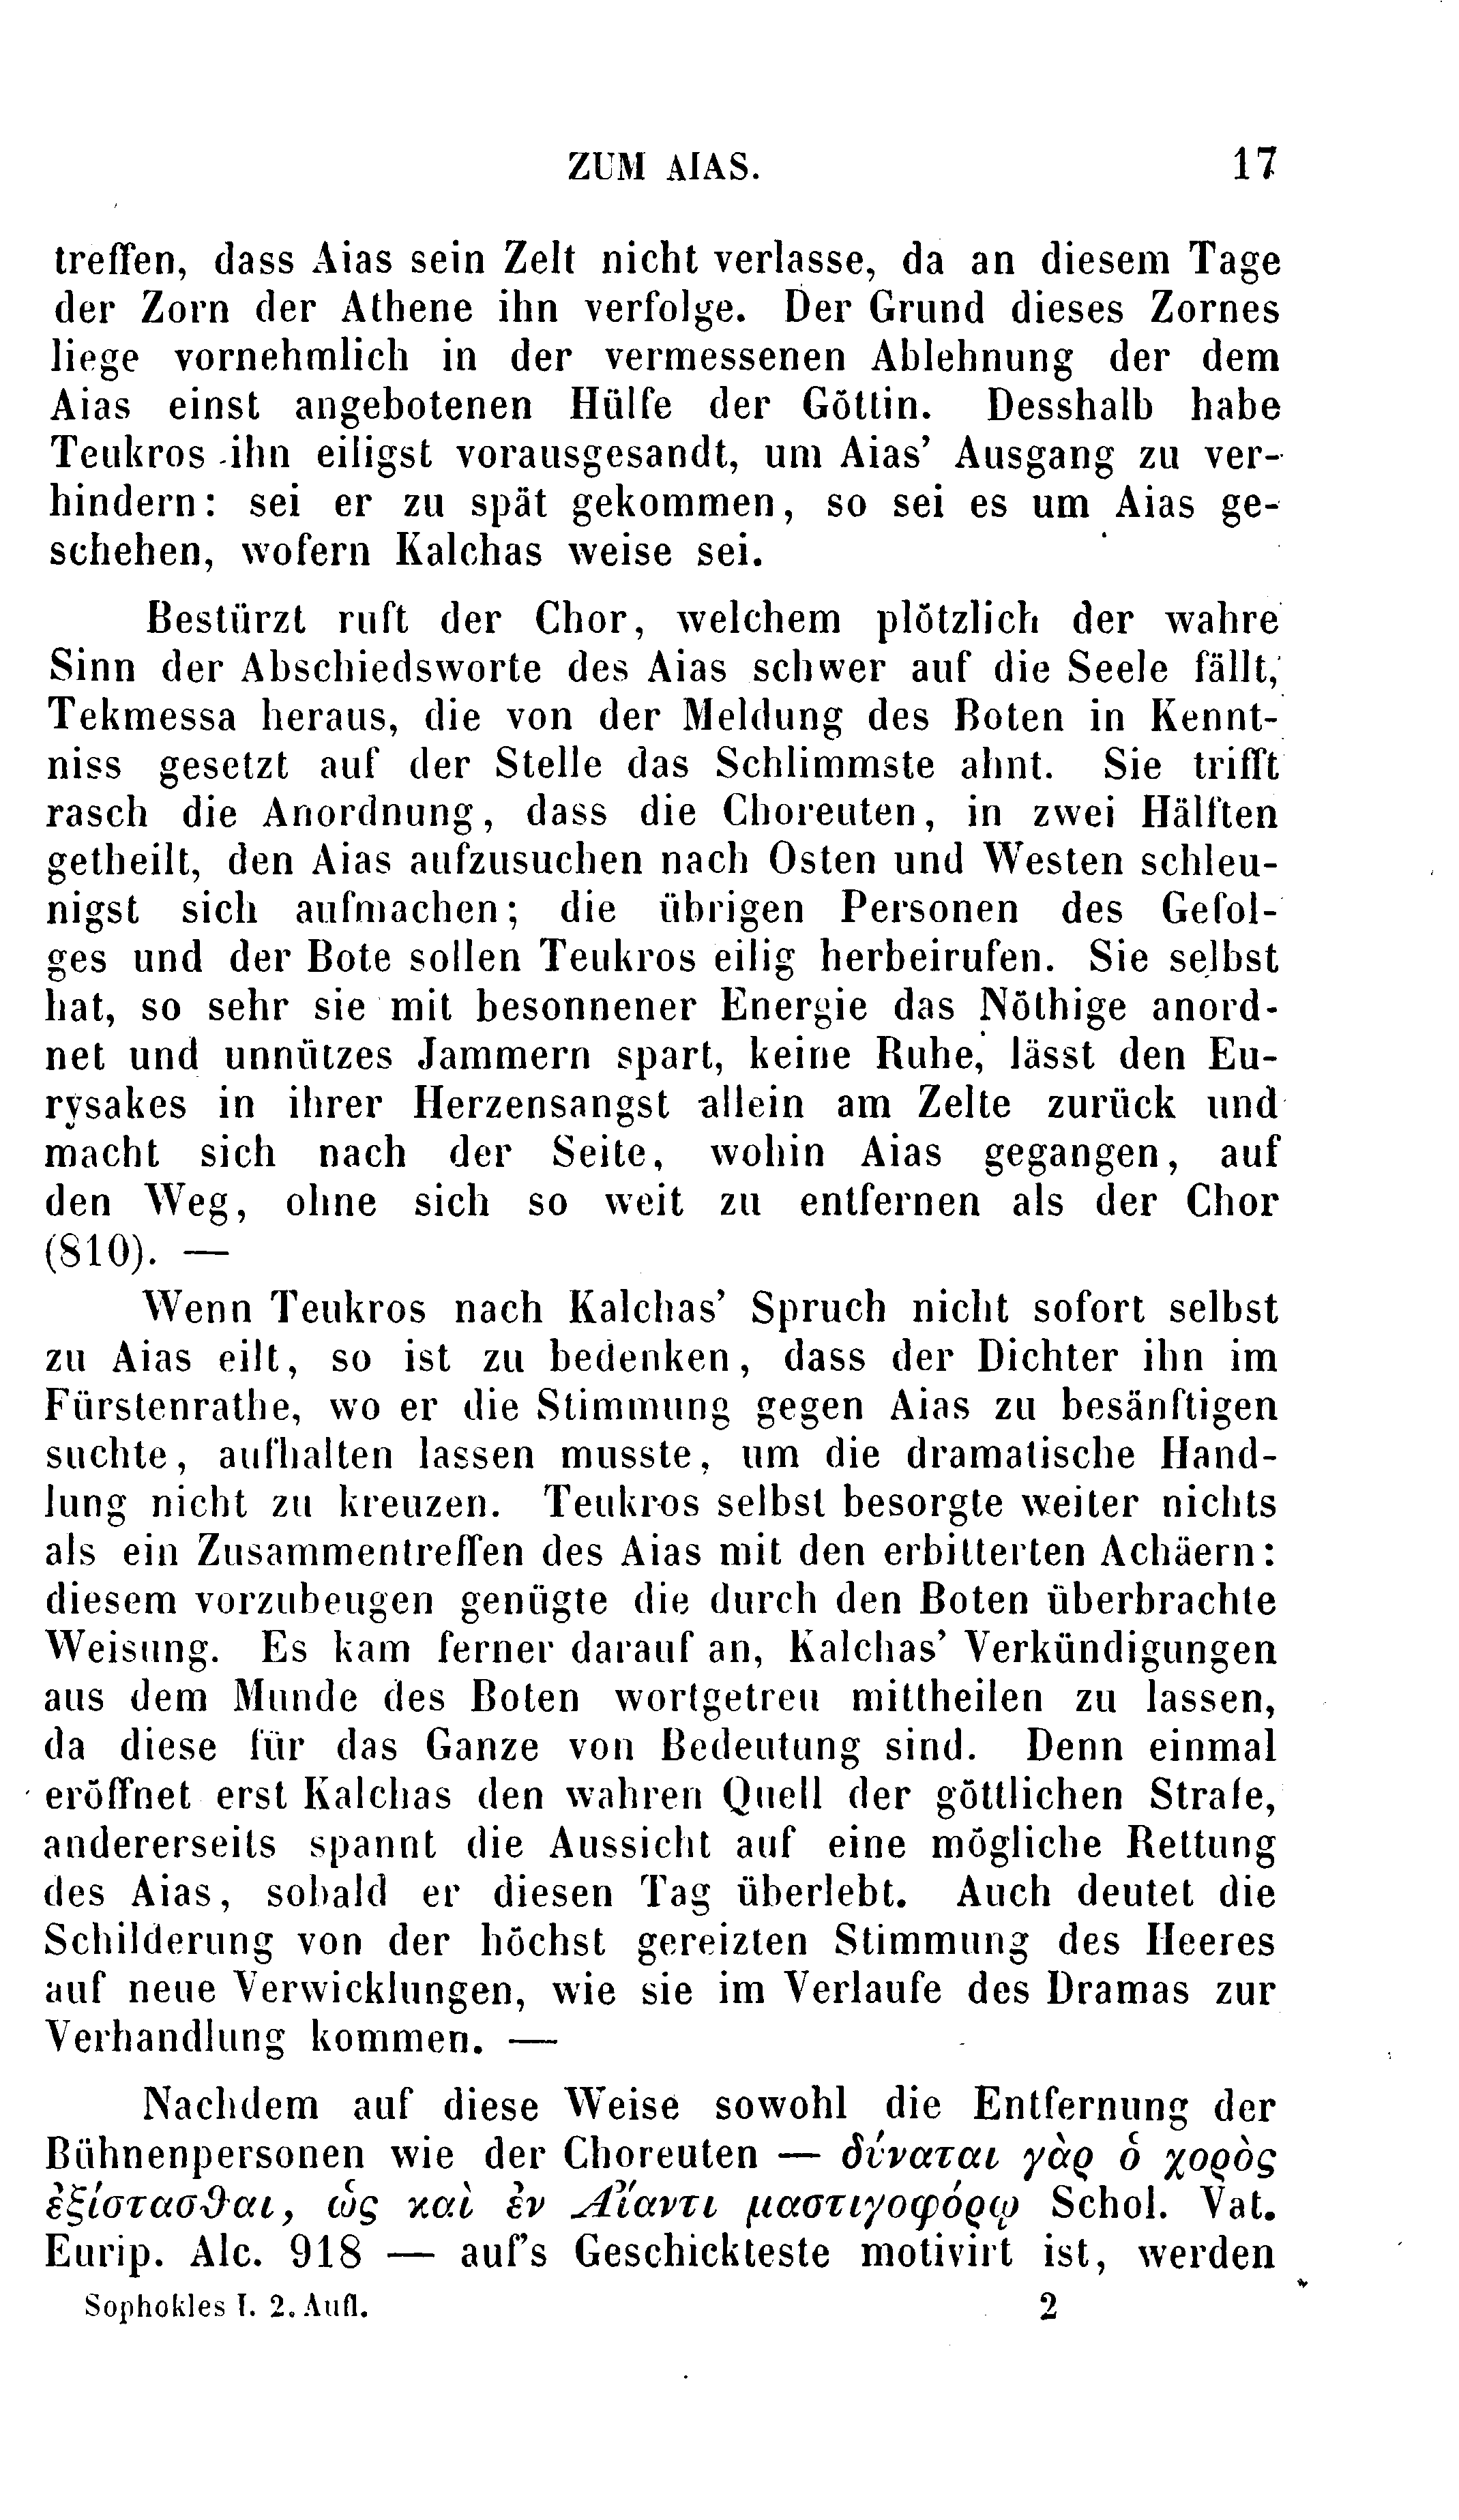 ZUM AIAS. 17
treffen, dass Aias sein Zelt nicht verlasse, da an diesem Tage
der Zorn der Athene ihn verfolge. Der Grund dieses Zornes
liege vornehmlich in der vermessenen Ablehnung der dem
Aias einst angebotenen Hülfe der Göttin. Desshalb habe
Teukros ihn eiligst vorausgesandt, um Aias’ Ausgang zu ver-
hindern: sei er zu spät gekommen, so sei es um Aias ge-
schehen, wofern Kalchas weise sei.
Bestürzt ruft der Chor, welchem plötzlich der wahre
Sinn der Abschiedsworte des Aias schwer auf die Seele fällt,
Tekmessa heraus, die von der Meldung des Boten in Kennt-
niss gesetzt auf der Stelle das Schlimmste ahnt. Sie trifft
rasch die Anordnung, dass die Choreuten, in zwei Hälften
getheilt, den Aias aufzusuchen nach Osten und Westen schleu-
nigst sich aufmachen; die übrigen Personen des Gefol-
ges und der Bote sollen Teukros eilig herbeirufen. Sie selbst
hat, so sehr sie mit besonnener Energie das Nöthige anord-
net und unnützes Jammern spart, keine Ruhe, lässt den Eu-
rysakes in ihrer Herzensangst allein am Zelte zurück und
macht sich nach der Seite, wohin Aias gegangen, auf
den Weg, ohne sich so weit zu entfernen als der Chor
(810). —
Wenn Teukros nach Kalchas’ Spruch nicht sofort selbst
zu Aias eilt, so ist zu bedenken, dass der Dichter ihn im
Fürstenrathe, wo er die Stimmung gegen Aias zu besänftigen
suchte, aufhalten lassen musste, um die dramatische Hand-
lung nicht zu kreuzen. Teukros selbst besorgte weiter nichts
als ein Zusammentreffen des Aias mit den erbitterten Achäern:
diesem vorzubeugen genügte die durch den Boten überbrachte
Weisung. Es kam ferner darauf an, Kalchas’ Verkündigungen
aus dem Munde des Boten wortgetreu mittheilen zu lassen,
da diese für das Ganze von Bedeutung sind. Denn einmal
eröffnet erst Kalchas den wahren Quell der göttlichen Strafe,
andererseits spannt die Aussicht auf eine mögliche Rettung
des Aias, sobald er diesen Tag überlebt. Auch deutet die
Schilderung von der höchst gereizten Stimmung des Heeres
auf neue Verwicklungen, wie sie im Verlaufe des Dramas zur
Verhandlung kommen. —
Nachdem auf diese Weise sowohl die Entfernung der
Bühnenpersonen wie der Choreuten — δύναται γὰρ ὁ χορὸς
ἐξίστασθαι, ὡς καὶ ἐν Αἴαντι μαστιγοφόρῳ Schol. Vat.
Eurip. Alc. 918 — auf’s Geschickteste motivirt ist, werden
Sophokles I. 2. Aufl. 2